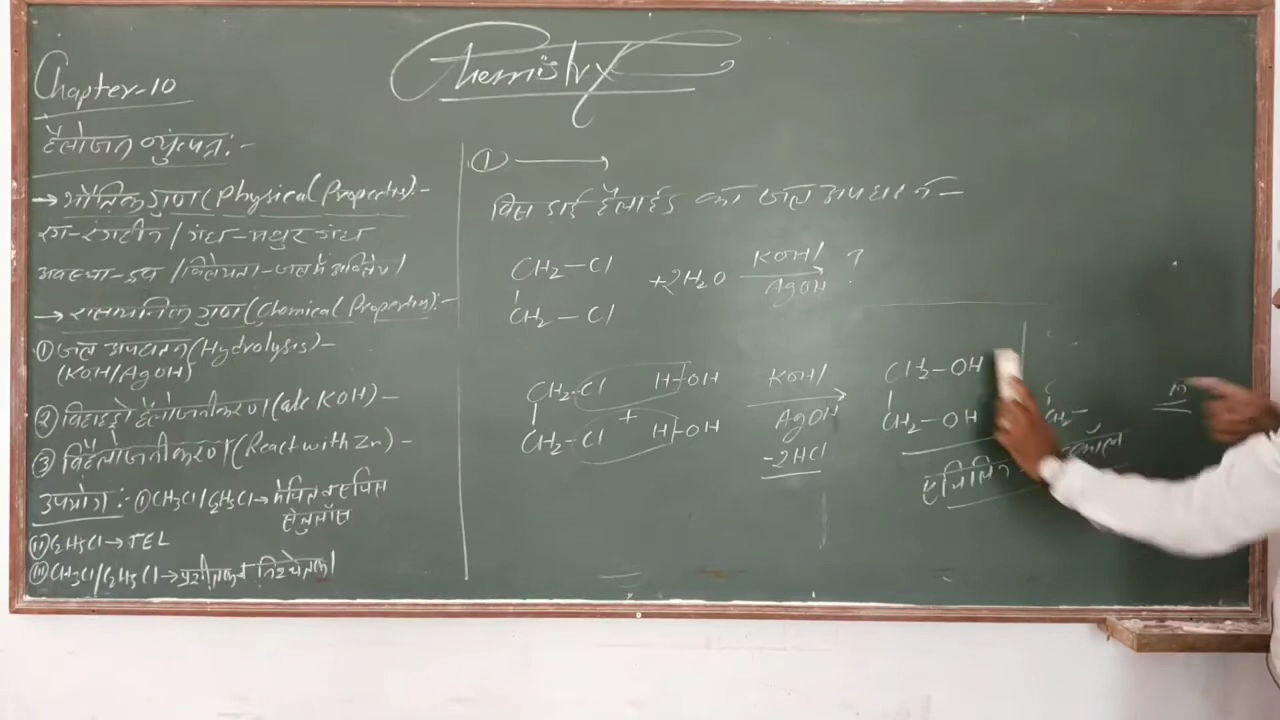 Chemistry
Chapter-10
हैलोजन व्युत्पन्न:-
→ भौतिक गुण (Physical Properties):-
रंग-रंगहीन / गंध-मधुर गंध
अवस्था-द्रव / विलेयता-जल में अविलेय /
→ रासायनिक गुण (Chemical Properties):-
① जल अपघटन (Hydrolysis)-
(KOH/AgOH)
② विहाइड्रो हैलोजनीकरण (alc KOH)-
③ विहैलोजनीकरण (React with Zn)-
उपयोग:- ① CH3Cl/C2H5Cl→ मेथिल व एथिल
सेलुलॉस
ⅱ C2H5Cl→TEL
ⅲ CH3Cl/C2H5Cl→ प्रशीतक व निश्चेतक/
① →
विस डाई हैलाईड का जल अपघटन-
CH2-Cl
CH2-Cl
+2H2O
KOH/
AgOH
?
CH2-Cl H-OH
+
CH2-Cl H-OH
KOH/
AgOH
-2HCl
CH2-OH
CH2-OH